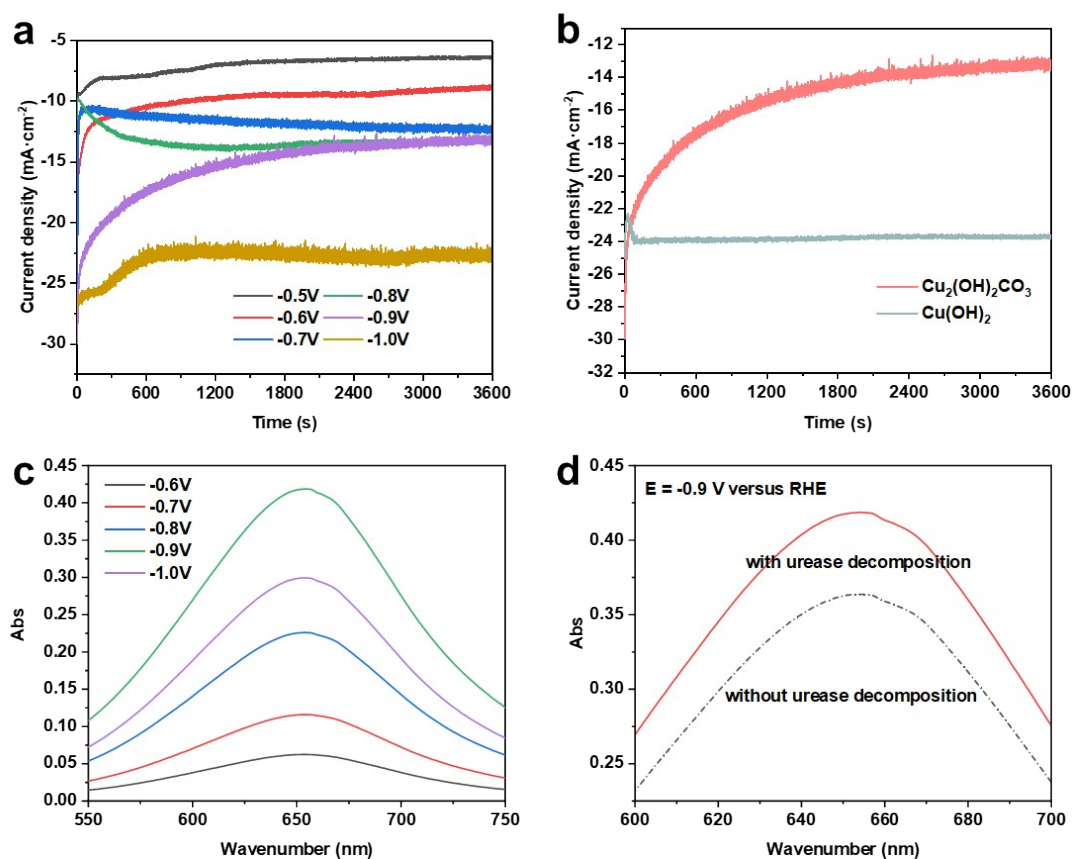 a
-5
-10
-15
-20
-25
-30
Current density (mA·cm⁻²)
-0.5V
-0.6V
-0.7V
-0.8V
-0.9V
-1.0V
0 600 1200 1800 2400 3000 3600
Time (s)
b
-12
-14
-16
-18
-20
-22
-24
-26
-28
-30
-32
Current density (mA·cm⁻²)
Cu₂(OH)₂CO₃
Cu(OH)₂
0 600 1200 1800 2400 3000 3600
Time (s)
c
0.45
0.40
0.35
0.30
0.25
0.20
0.15
0.10
0.05
0.00
Abs
-0.6V
-0.7V
-0.8V
-0.9V
-1.0V
550 600 650 700 750
Wavenumber (nm)
d
0.45
0.40
0.35
0.30
0.25
Abs
E = -0.9 V versus RHE
with urease decomposition
without urease decomposition
600 620 640 660 680 700
Wavenumber (nm)